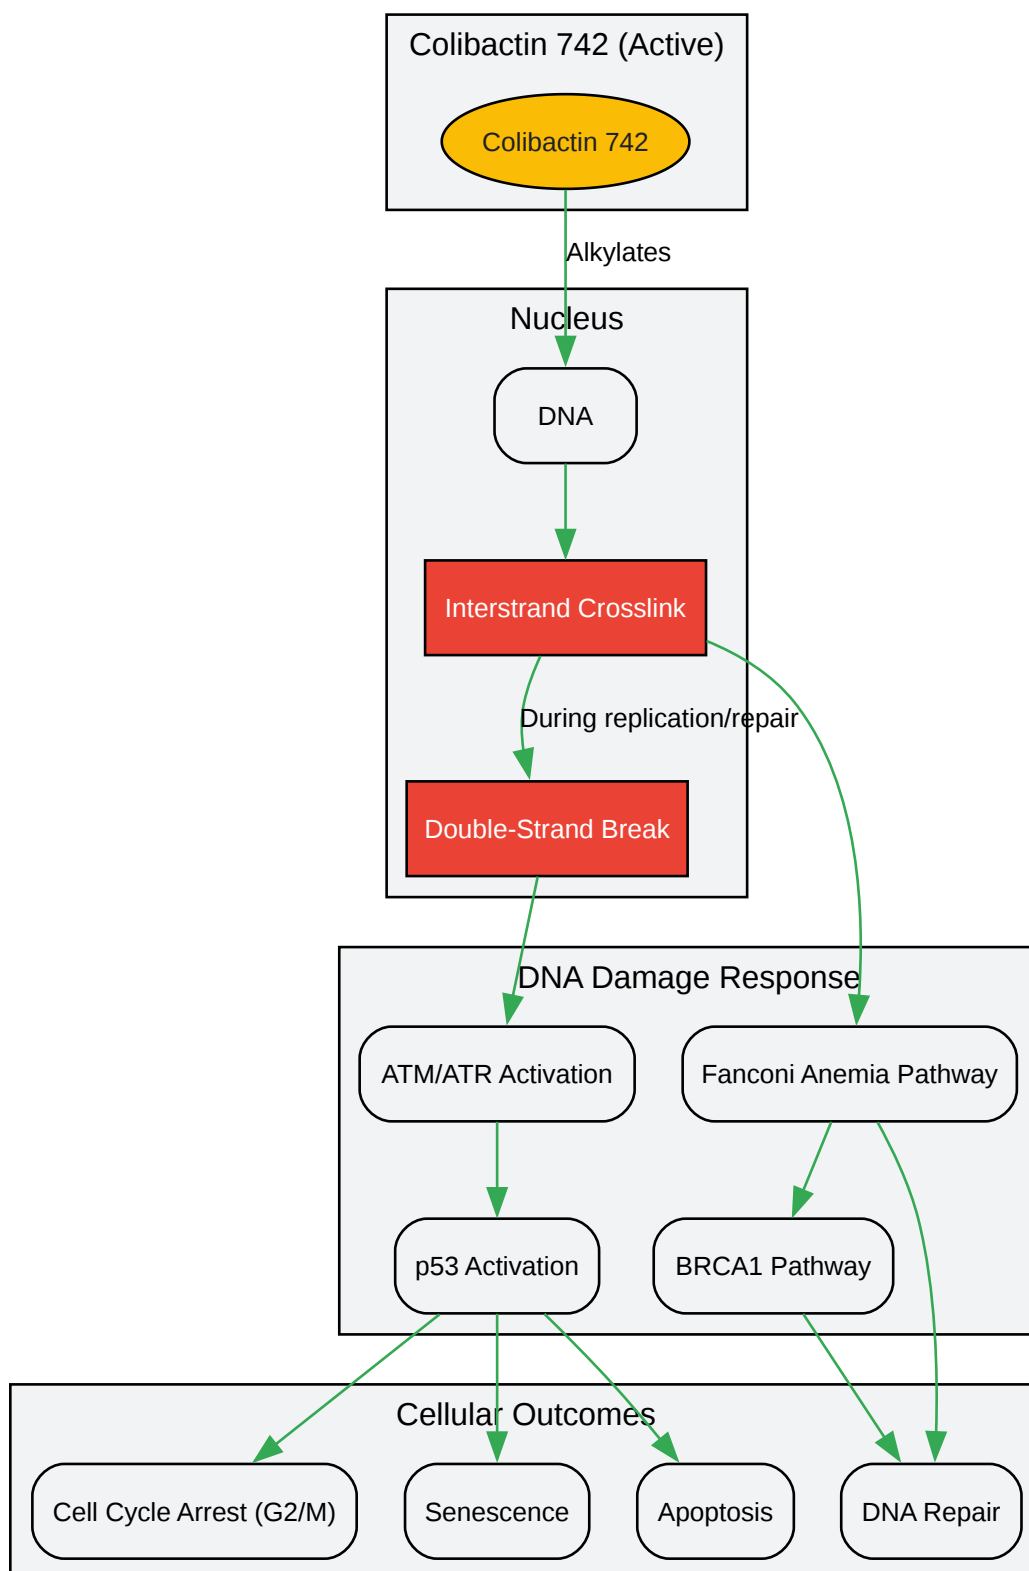 Colibactin 742 (Active)
Colibactin 742
Alkylates
Nucleus
DNA
Interstrand Crosslink
During replication/repair
Double-Strand Break
DNA Damage Response
ATM/ATR Activation
Fanconi Anemia Pathway
p53 Activation
BRCA1 Pathway
Cellular Outcomes
Cell Cycle Arrest (G2/M)
Senescence
Apoptosis
DNA Repair